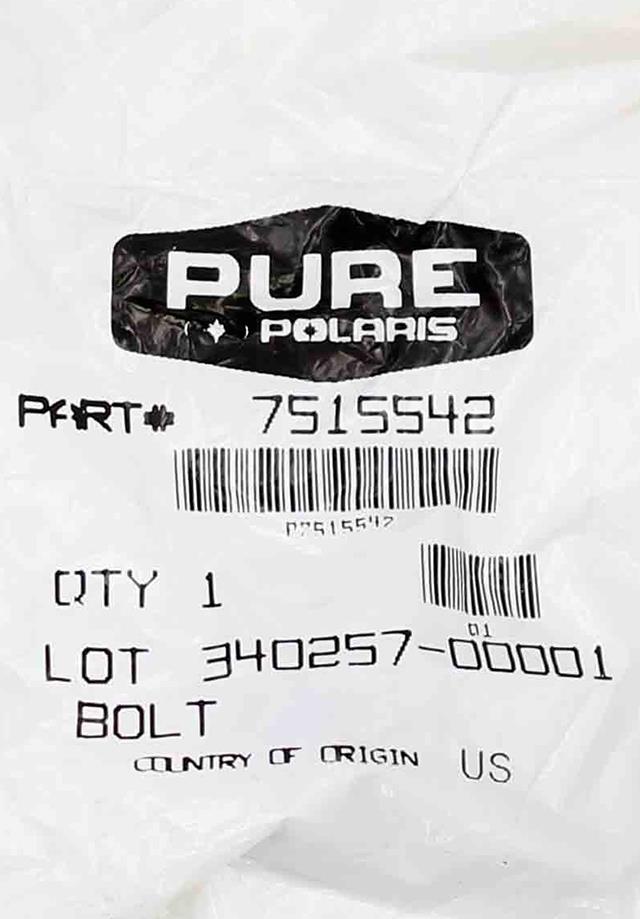 PURE
POLARIS
PART# 7515542
P7515542
QTY 1
01
LOT 340257-00001
BOLT
COUNTRY OF ORIGIN US